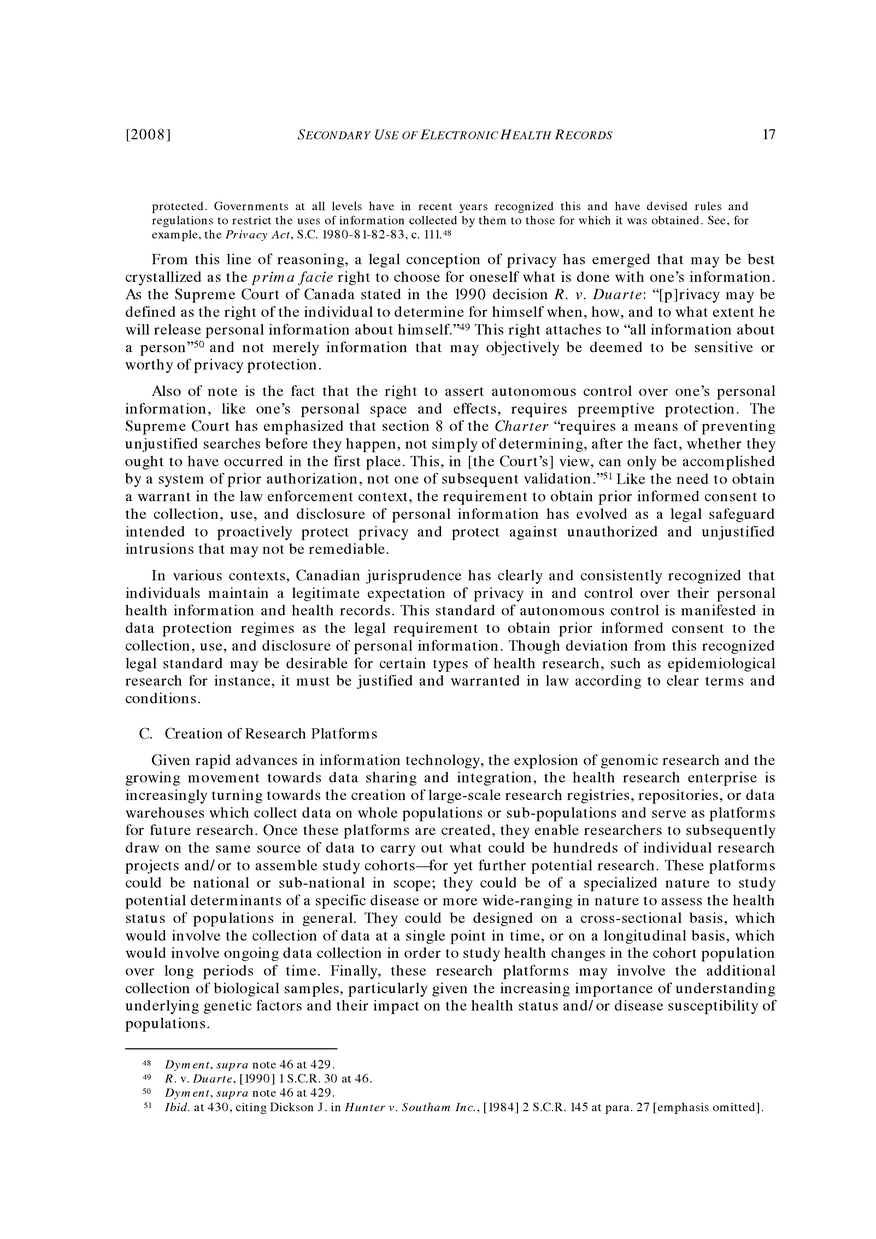 [2008] SECONDARY USE OF ELECTRONIC HEALTH RECORDS 17
protected. Governments at all levels have in recent years recognized this and have devised rules and
regulations to restrict the uses of information collected by them to those for which it was obtained. See, for
example, the Privacy Act, S.C. 1980-81-82-83, c. 111.48
From this line of reasoning, a legal conception of privacy has emerged that may be best
crystallized as the prima facie right to choose for oneself what is done with one’s information.
As the Supreme Court of Canada stated in the 1990 decision R. v. Duarte: “[p]rivacy may be
defined as the right of the individual to determine for himself when, how, and to what extent he
will release personal information about himself.”49 This right attaches to “all information about
a person”50 and not merely information that may objectively be deemed to be sensitive or
worthy of privacy protection.
Also of note is the fact that the right to assert autonomous control over one’s personal
information, like one’s personal space and effects, requires preemptive protection. The
Supreme Court has emphasized that section 8 of the Charter “requires a means of preventing
unjustified searches before they happen, not simply of determining, after the fact, whether they
ought to have occurred in the first place. This, in [the Court’s] view, can only be accomplished
by a system of prior authorization, not one of subsequent validation.”51 Like the need to obtain
a warrant in the law enforcement context, the requirement to obtain prior informed consent to
the collection, use, and disclosure of personal information has evolved as a legal safeguard
intended to proactively protect privacy and protect against unauthorized and unjustified
intrusions that may not be remediable.
In various contexts, Canadian jurisprudence has clearly and consistently recognized that
individuals maintain a legitimate expectation of privacy in and control over their personal
health information and health records. This standard of autonomous control is manifested in
data protection regimes as the legal requirement to obtain prior informed consent to the
collection, use, and disclosure of personal information. Though deviation from this recognized
legal standard may be desirable for certain types of health research, such as epidemiological
research for instance, it must be justified and warranted in law according to clear terms and
conditions.
C. Creation of Research Platforms
Given rapid advances in information technology, the explosion of genomic research and the
growing movement towards data sharing and integration, the health research enterprise is
increasingly turning towards the creation of large-scale research registries, repositories, or data
warehouses which collect data on whole populations or sub-populations and serve as platforms
for future research. Once these platforms are created, they enable researchers to subsequently
draw on the same source of data to carry out what could be hundreds of individual research
projects and/or to assemble study cohorts—for yet further potential research. These platforms
could be national or sub-national in scope; they could be of a specialized nature to study
potential determinants of a specific disease or more wide-ranging in nature to assess the health
status of populations in general. They could be designed on a cross-sectional basis, which
would involve the collection of data at a single point in time, or on a longitudinal basis, which
would involve ongoing data collection in order to study health changes in the cohort population
over long periods of time. Finally, these research platforms may involve the additional
collection of biological samples, particularly given the increasing importance of understanding
underlying genetic factors and their impact on the health status and/or disease susceptibility of
populations.
48 Dyment, supra note 46 at 429.
49 R. v. Duarte, [1990] 1 S.C.R. 30 at 46.
50 Dyment, supra note 46 at 429.
51 Ibid. at 430, citing Dickson J. in Hunter v. Southam Inc., [1984] 2 S.C.R. 145 at para. 27 [emphasis omitted].